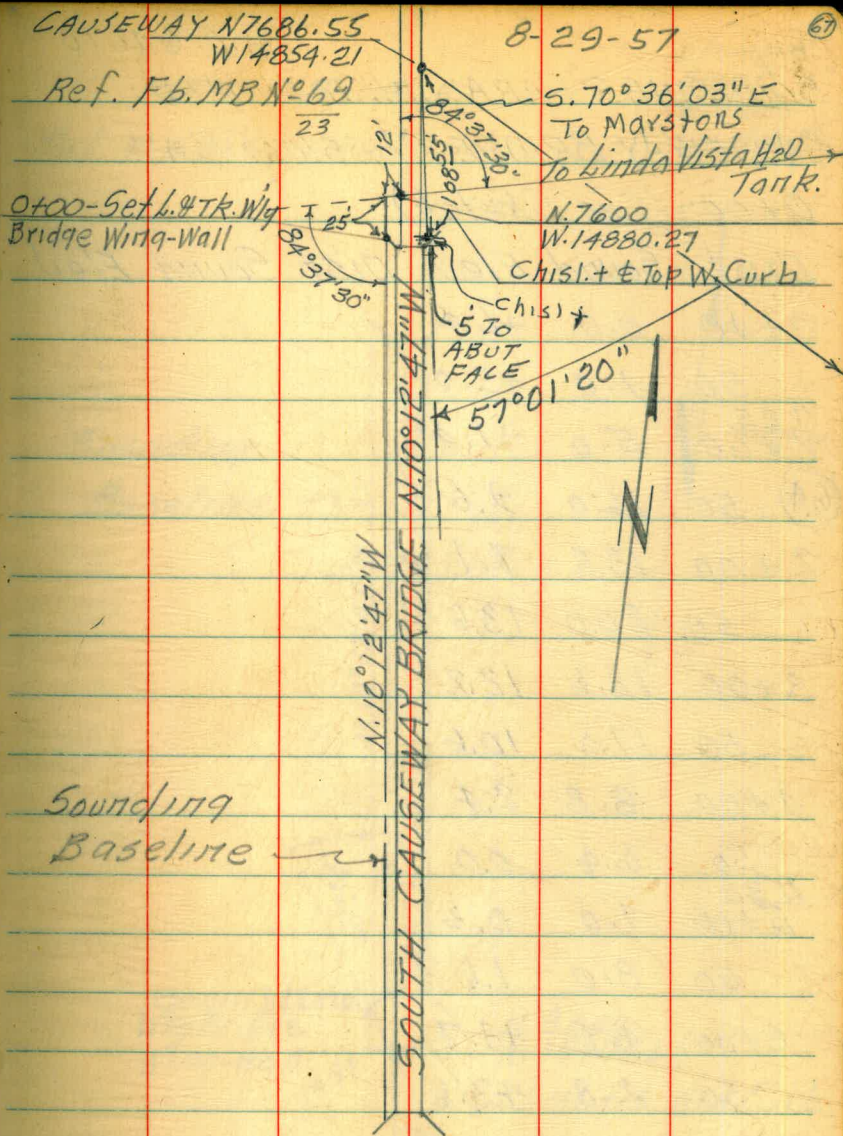 67
8-29-57
CAUSEWAY N7686.55
W14854.21
Ref. Fb. MB Nº 69
23
S.70°36'03"E
To Marstons
84°37'30"
12'
108.55
To Linda Vista H2O
Tank.
0+00-Set L.&Tk. W'ly
Bridge Wing-Wall
25'
84°37'30"
N.7600
W.14880.27
Chisl.+ ⅊ Top W. Curb
Chisl +
5' TO
ABUT
FACE
57°01'20"
N
N.10°12'47"W
SOUTH CAUSEWAY BRIDGE N.10°12'47"W
Sounding
Baseline